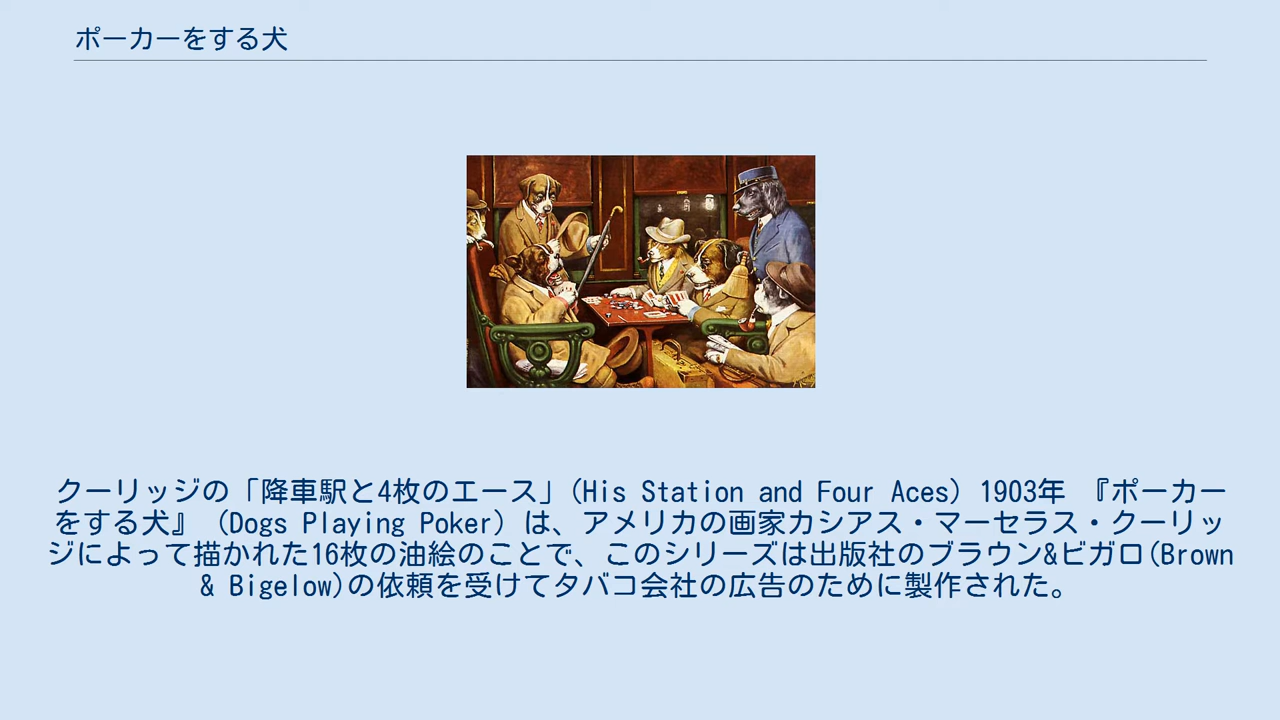 ポーカーをする犬
クーリッジの「降車駅と4枚のエース」(His Station and Four Aces) 1903年 『ポーカー
をする犬』 (Dogs Playing Poker) は、アメリカの画家カシアス・マーセラス・クーリッ
ジによって描かれた16枚の油絵のことで、このシリーズは出版社のブラウン&ビガロ(Brown
& Bigelow)の依頼を受けてタバコ会社の広告のために製作された。